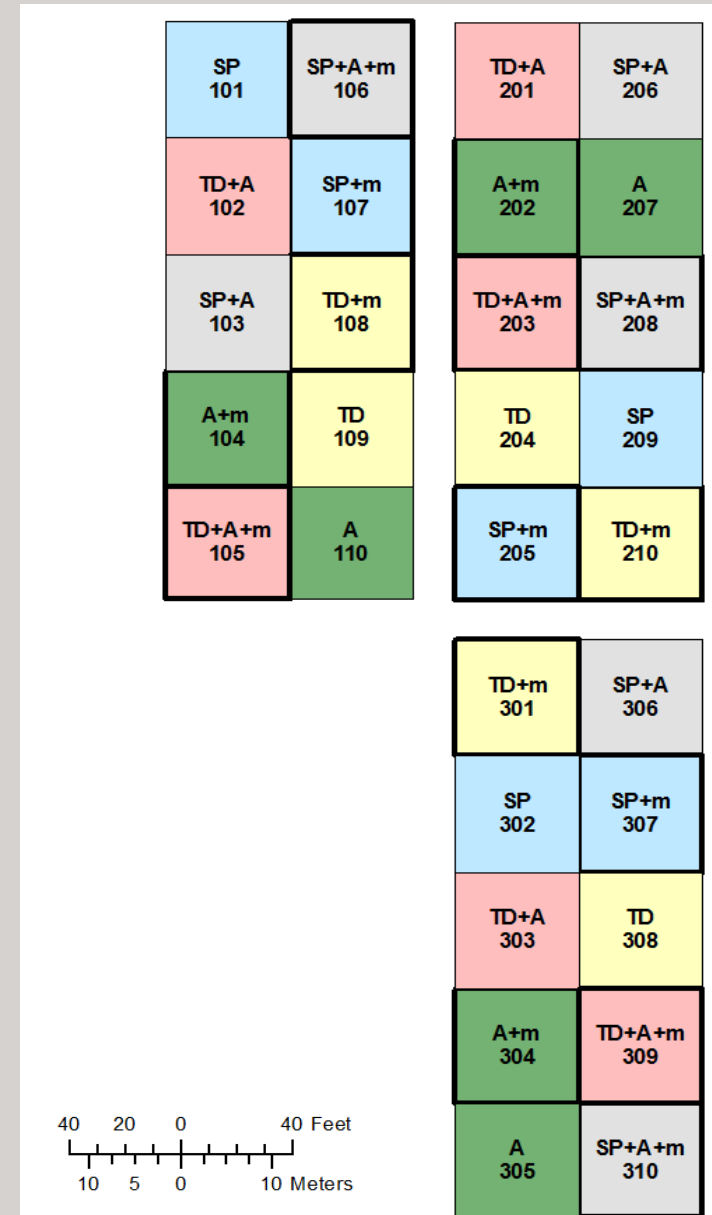 SP
101
SP+A+m
106
TD+A
102
SP+m
107
SP+A
103
TD+m
108
A+m
104
TD
109
TD+A+m
105
A
110
TD+A
201
SP+A
206
A+m
202
A
207
TD+A+m
203
SP+A+m
208
TD
204
SP
209
SP+m
205
TD+m
210
TD+m
301
SP+A
306
SP
302
SP+m
307
TD+A
303
TD
308
A+m
304
TD+A+m
309
A
305
SP+A+m
310
40 20 0 40 Feet
10 5 0 10 Meters